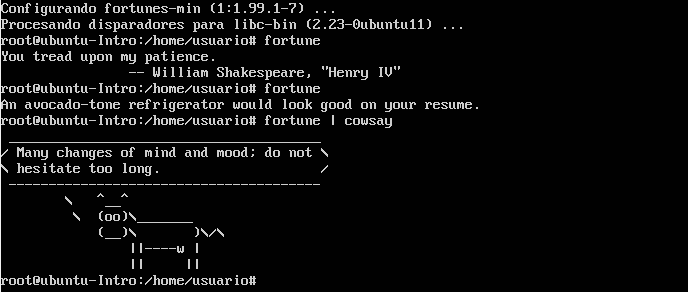 Configurando fortunes-min (1:1.99.1-7) ...
Procesando disparadores para libc-bin (2.23-0ubuntu11) ...
root@ubuntu-Intro:/home/usuario# fortune
You tread upon my patience.
                -- William Shakespeare, "Henry IV"
root@ubuntu-Intro:/home/usuario# fortune
An avocado-tone refrigerator would look good on your resume.
root@ubuntu-Intro:/home/usuario# fortune | cowsay
 _______________________________________
/ Many changes of mind and mood; do not \
\ hesitate too long.                    /
 ---------------------------------------
        \   ^__^
         \  (oo)\_______
            (__)\       )\/\
                ||----w |
                ||     ||
root@ubuntu-Intro:/home/usuario#